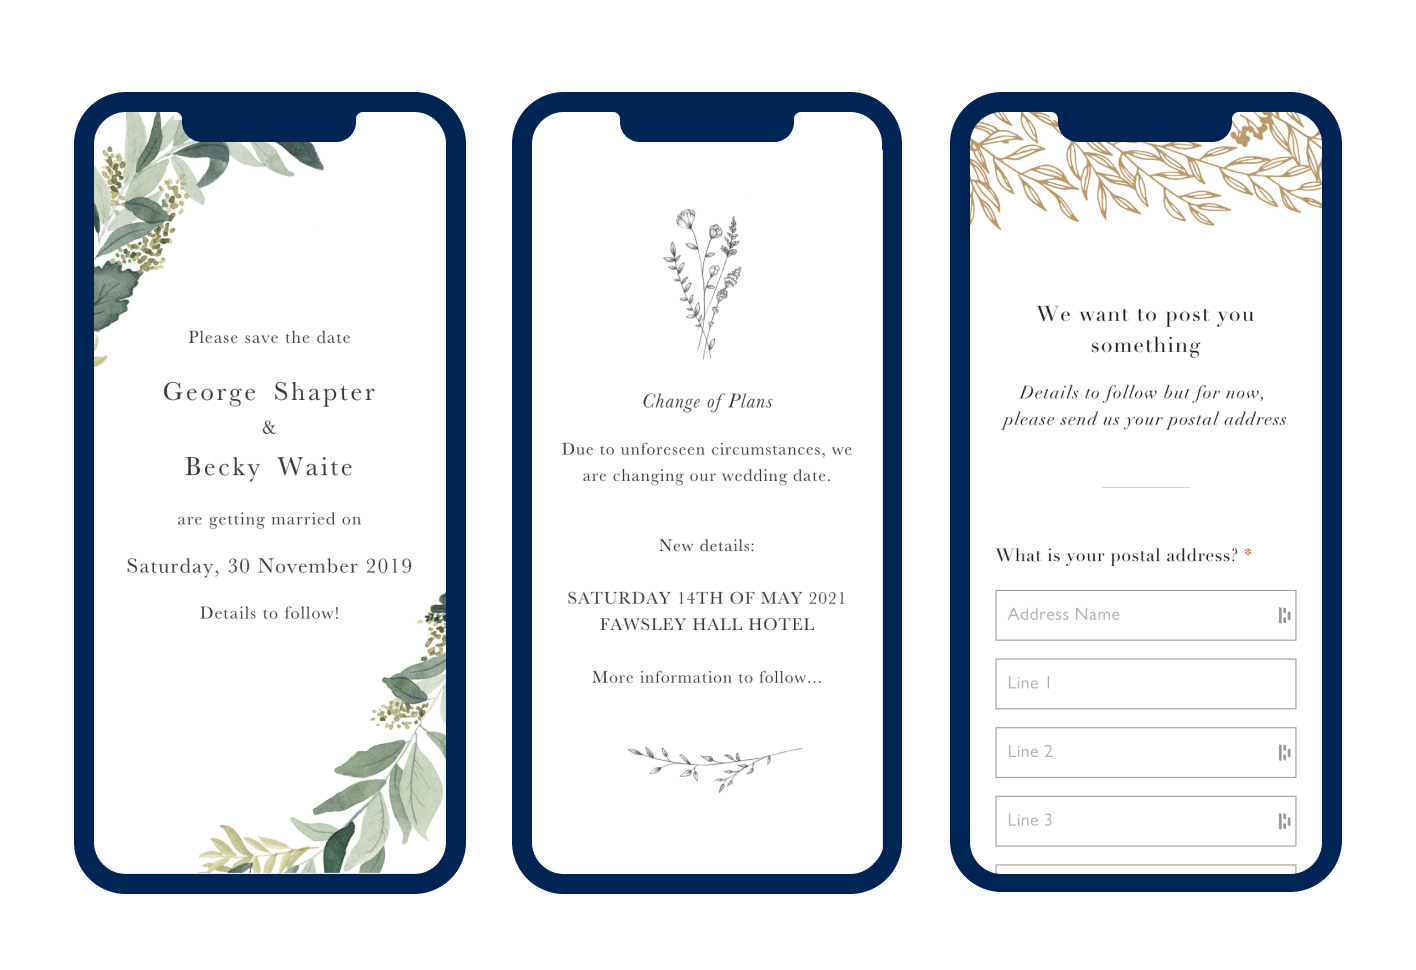 Please save the date
George Shapter
&
Becky Waite
are getting married on
Saturday, 30 November 2019
Details to follow!
Change of Plans
Due to unforeseen circumstances, we
are changing our wedding date.
New details:
SATURDAY 14TH OF MAY 2021
FAWSLEY HALL HOTEL
More information to follow...
We want to post you
something
Details to follow but for now,
please send us your postal address
What is your postal address? *
Address Name
Line 1
Line 2
Line 3